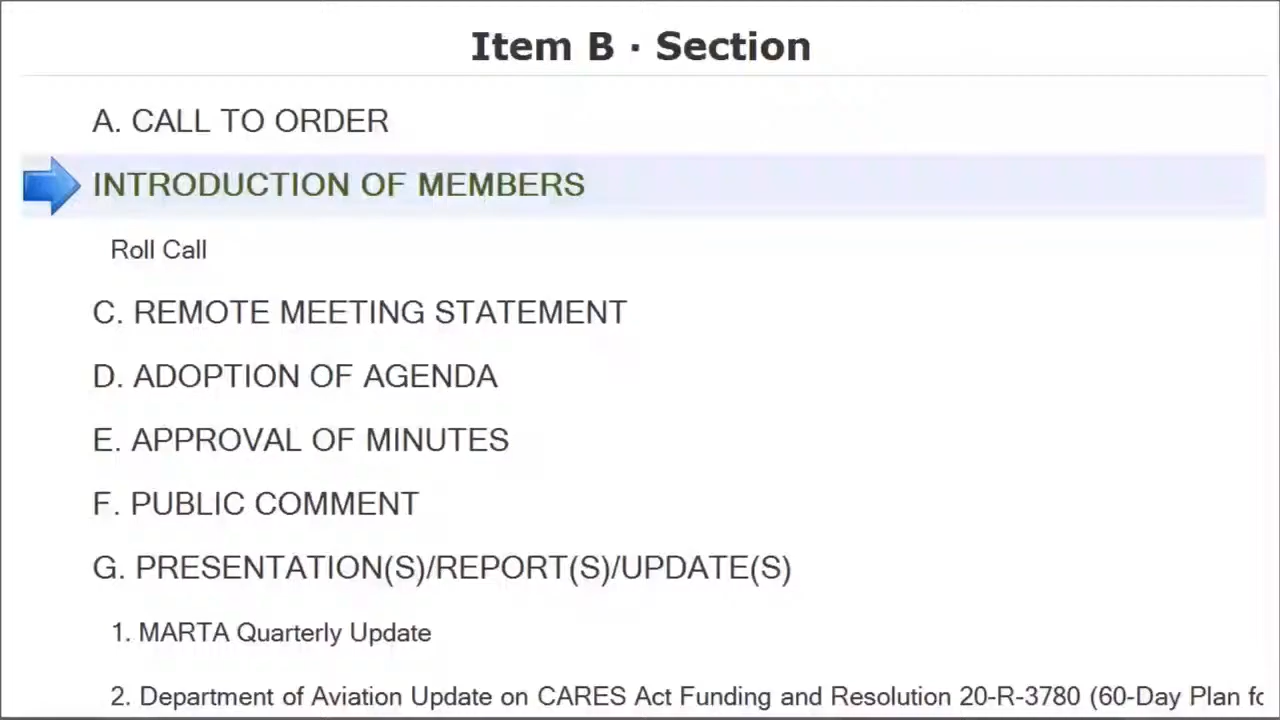 Item B · Section
A. CALL TO ORDER
INTRODUCTION OF MEMBERS
Roll Call
C. REMOTE MEETING STATEMENT
D. ADOPTION OF AGENDA
E. APPROVAL OF MINUTES
F. PUBLIC COMMENT
G. PRESENTATION(S)/REPORT(S)/UPDATE(S)
1. MARTA Quarterly Update
2. Department of Aviation Update on CARES Act Funding and Resolution 20-R-3780 (60-Day Plan